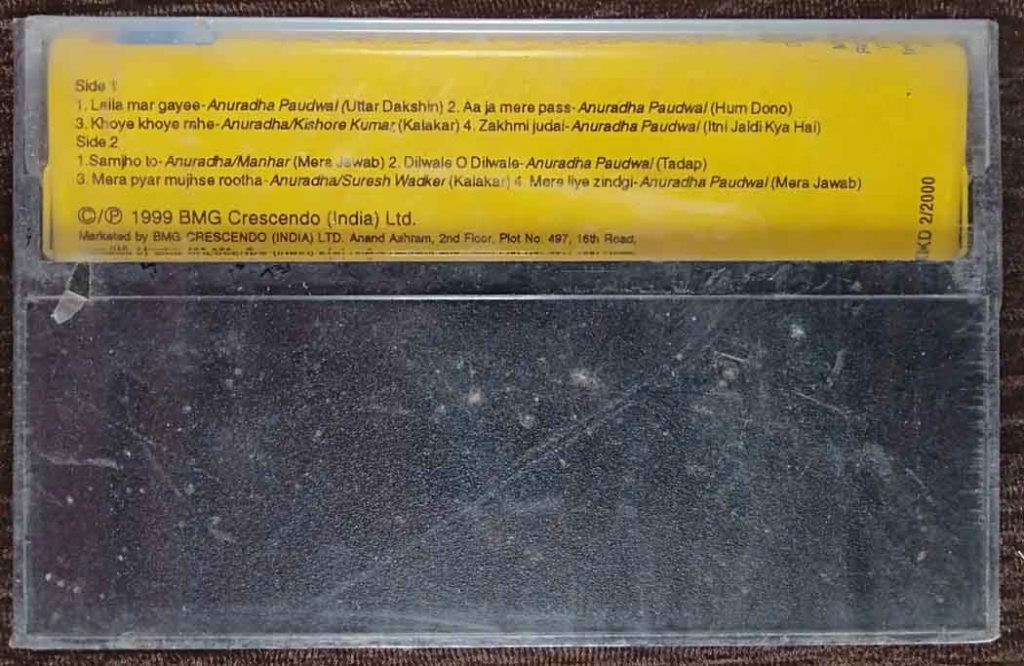 Side 1
1. Laila mar gayee-Anuradha Paudwal (Uttar Dakshin) 2. Aa ja mere pass-Anuradha Paudwal (Hum Dono)
3. Khoye khoye rahe-Anuradha/Kishore Kumar (Kalakar) 4. Zakhmi judai-Anuradha Paudwal (Itni Jaldi Kya Hai)
Side 2
1.Samjho to-Anuradha/Manhar (Mera Jawab) 2. Dilwale O Dilwale-Anuradha Paudwal (Tadap)
3. Mera pyar mujhse rootha-Anuradha/Suresh Wadker (Kalakar) 4. Mere liye zindgi-Anuradha Paudwal (Mera Jawab)
©/℗ 1999 BMG Crescendo (India) Ltd.
Marketed by BMG CRESCENDO (INDIA) LTD. Anand Ashram, 2nd Floor, Plot No. 497, 16th Road,
KD 2/2000